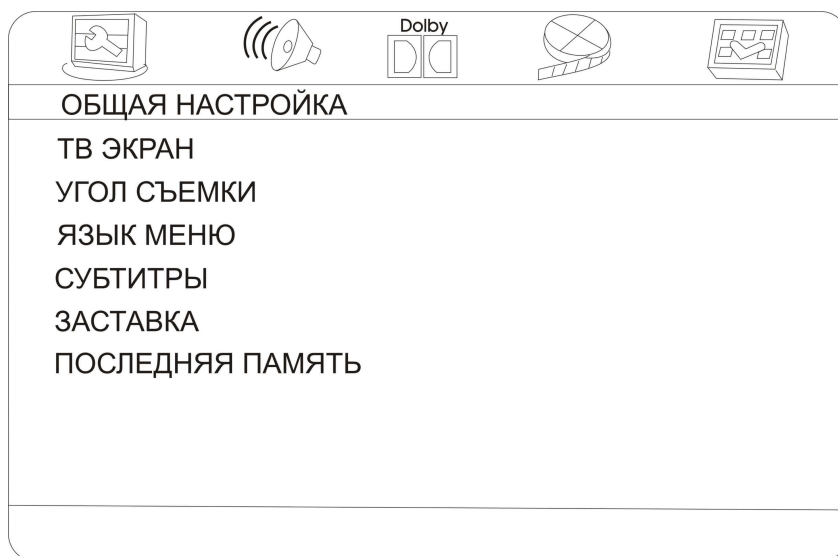 Dolby
ОБЩАЯ НАСТРОЙКА
ТВ ЭКРАН
УГОЛ СЪЕМКИ
ЯЗЫК МЕНЮ
СУБТИТРЫ
ЗАСТАВКА
ПОСЛЕДНЯЯ ПАМЯТЬ